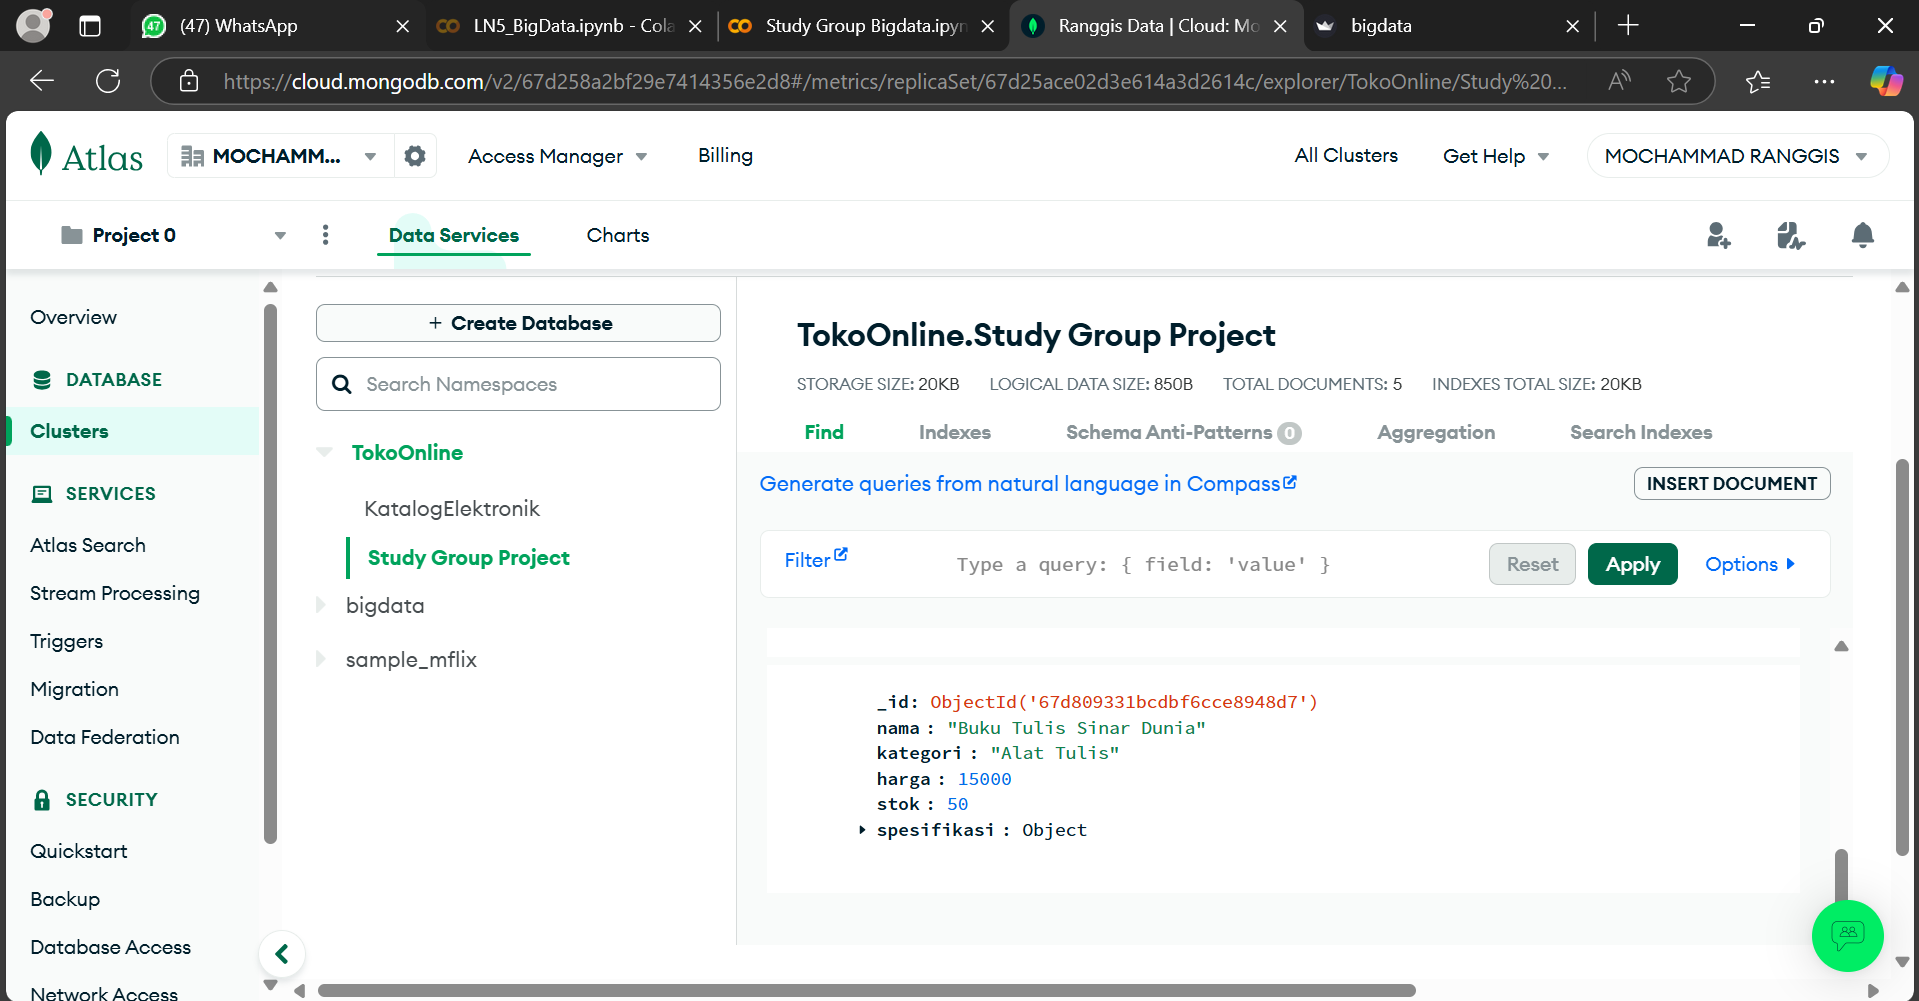 47
(47) WhatsApp
LN5_BigData.ipynb - Cola
Study Group Bigdata.ipyn
Ranggis Data | Cloud: Mo
bigdata
https://cloud.mongodb.com/v2/67d258a2bf29e7414356e2d8#/metrics/replicaSet/67d25ace02d3e614a3d2614c/explorer/TokoOnline/Study%20...
Atlas
MOCHAMM...
Access Manager
Billing
All Clusters
Get Help
MOCHAMMAD RANGGIS
Project 0
Data Services
Charts
Overview
DATABASE
Clusters
SERVICES
Atlas Search
Stream Processing
Triggers
Migration
Data Federation
SECURITY
Quickstart
Backup
Database Access
Network Access
+ Create Database
Search Namespaces
TokoOnline
KatalogElektronik
Study Group Project
bigdata
sample_mflix
TokoOnline.Study Group Project
STORAGE SIZE: 20KB LOGICAL DATA SIZE: 850B TOTAL DOCUMENTS: 5 INDEXES TOTAL SIZE: 20KB
Find Indexes Schema Anti-Patterns 0 Aggregation Search Indexes
Generate queries from natural language in Compass
INSERT DOCUMENT
Filter
Type a query: { field: 'value' }
Reset
Apply
Options
_id: ObjectId('67d809331bcdbf6cce8948d7')
nama : "Buku Tulis Sinar Dunia"
kategori : "Alat Tulis"
harga : 15000
stok : 50
spesifikasi : Object